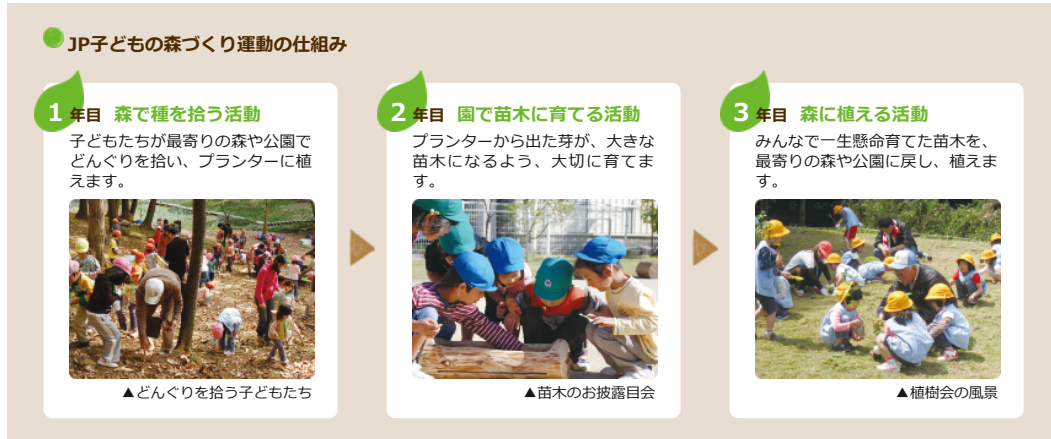 JP子どもの森づくり運動の仕組み
1年目 森で種を拾う活動
子どもたちが最寄りの森や公園で
どんぐりを拾い、プランターに植
えます。
▲どんぐりを拾う子どもたち
2年目 園で苗木に育てる活動
プランターから出た芽が、大きな
苗木になるよう、大切に育てま
す。
▲苗木のお披露目会
3年目 森に植える活動
みんなで一生懸命育てた苗木を、
最寄りの森や公園に戻し、植えま
す。
▲植樹会の風景